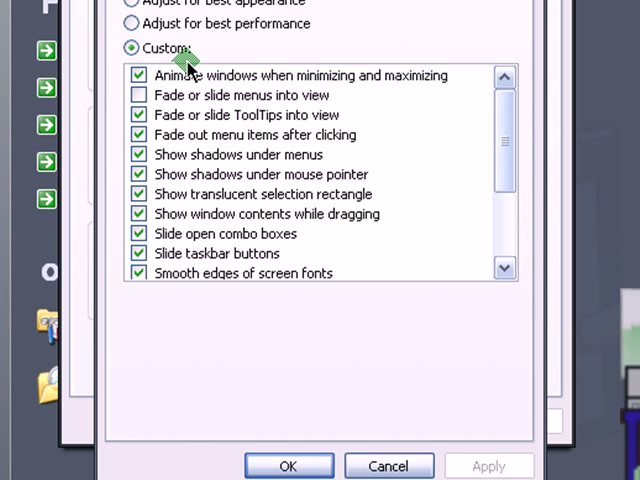 Adjust for best appearance
Adjust for best performance
Custom:
Animate windows when minimizing and maximizing
Fade or slide menus into view
Fade or slide ToolTips into view
Fade out menu items after clicking
Show shadows under menus
Show shadows under mouse pointer
Show translucent selection rectangle
Show window contents while dragging
Slide open combo boxes
Slide taskbar buttons
Smooth edges of screen fonts
OK
Cancel
Apply